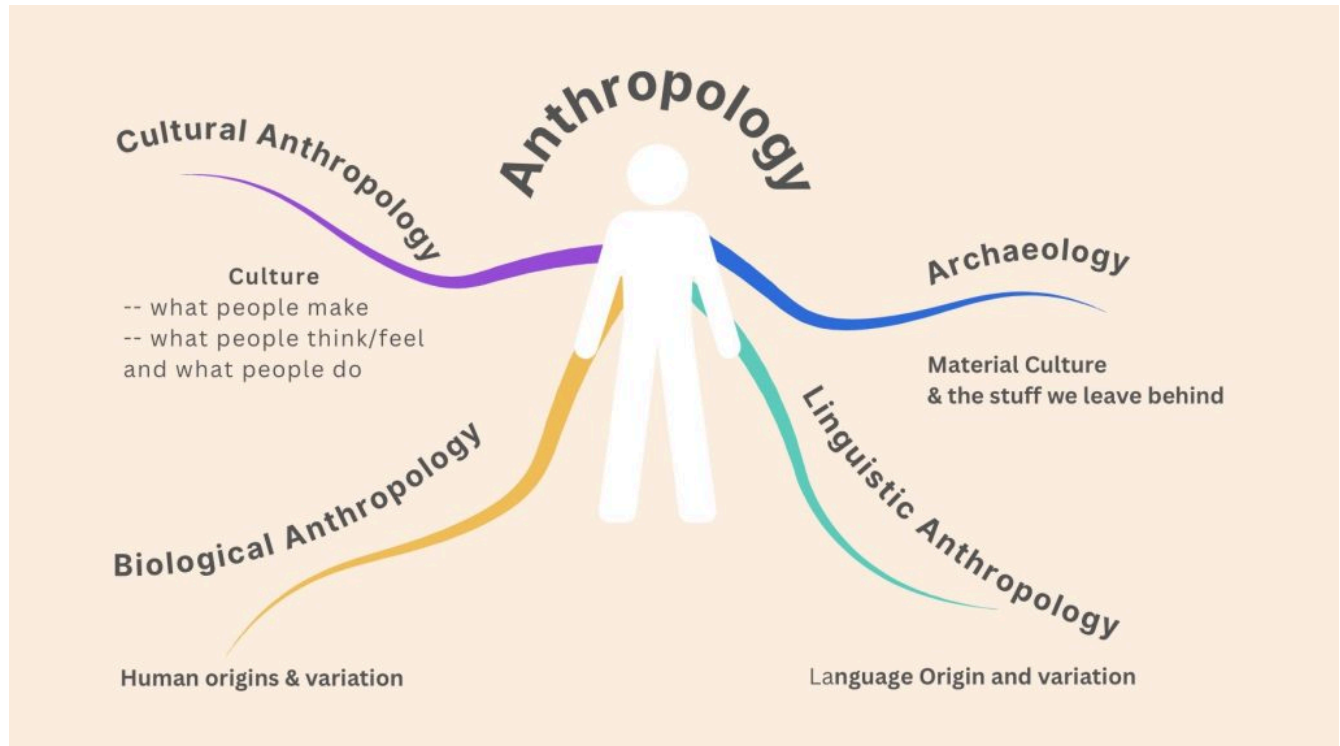 Anthropology
Cultural Anthropology
Culture
-- what people make
-- what people think/feel
and what people do
Archaeology
Material Culture
& the stuff we leave behind
Biological Anthropology
Human origins & variation
Linguistic Anthropology
Language Origin and variation